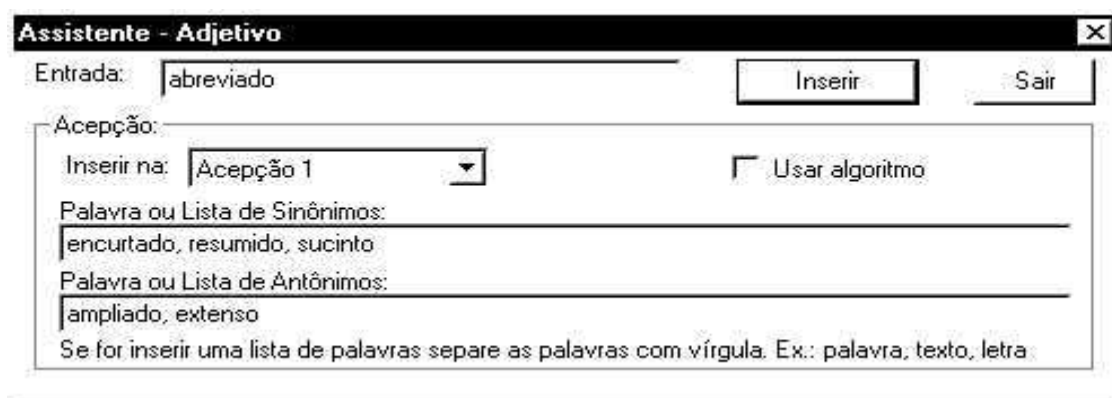 Assistente - Adjetivo
Entrada: abreviado Inserir Sair
Acepção:
Inserir na: Acepção 1 Usar algoritmo
Palavra ou Lista de Sinônimos:
encurtado, resumido, sucinto
Palavra ou Lista de Antônimos:
ampliado, extenso
Se for inserir uma lista de palavras separe as palavras com vírgula. Ex.: palavra, texto, letra